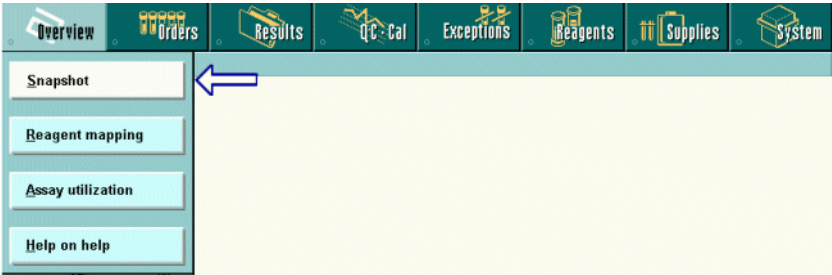 Overview Orders Results QC - Cal Exceptions Reagents Supplies System
Snapshot
Reagent mapping
Assay utilization
Help on help